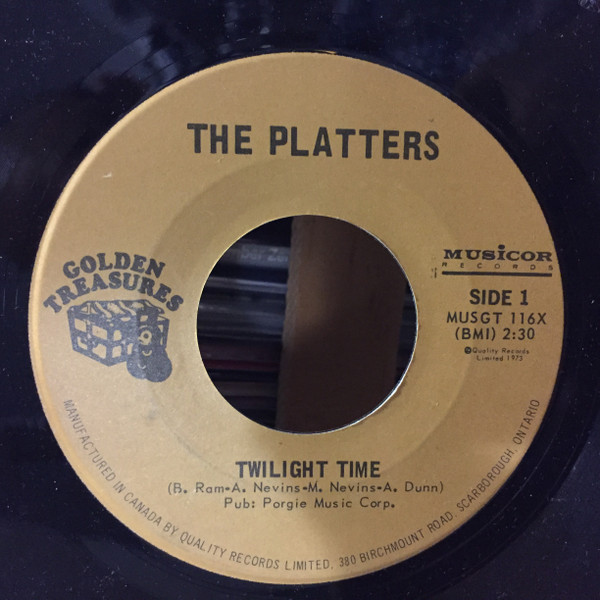 THE PLATTERS
GOLDEN
TREASURES
MUSICOR
RECORDS
SIDE 1
MUSGT 116X
(BMI) 2:30
℗Quality Records
Limited 1973
TWILIGHT TIME
(B. Ram-A. Nevins-M. Nevins-A. Dunn)
Pub: Porgie Music Corp.
MANUFACTURED IN CANADA BY QUALITY RECORDS LIMITED, 380 BIRCHMOUNT ROAD, SCARBOROUGH, ONTARIO